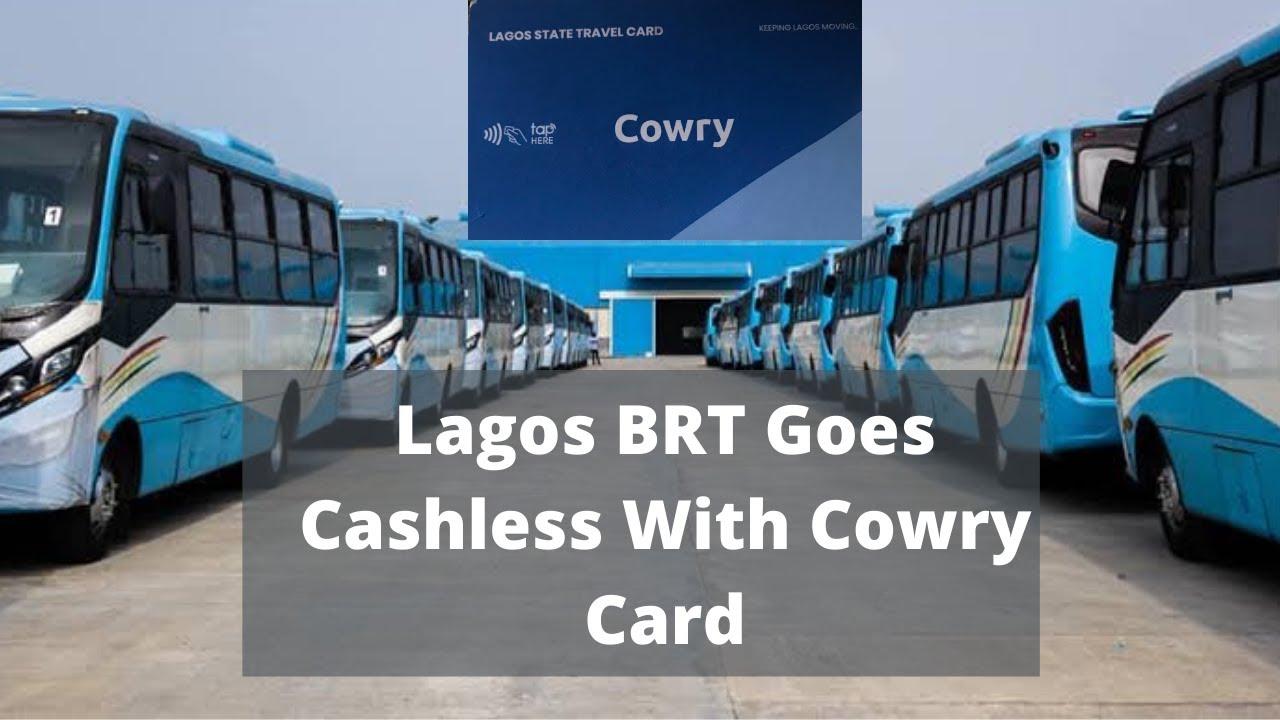 LAGOS STATE TRAVEL CARD
KEEPING LAGOS MOVING.
tap
HERE
Cowry
1
Lagos BRT Goes
Cashless With Cowry
Card